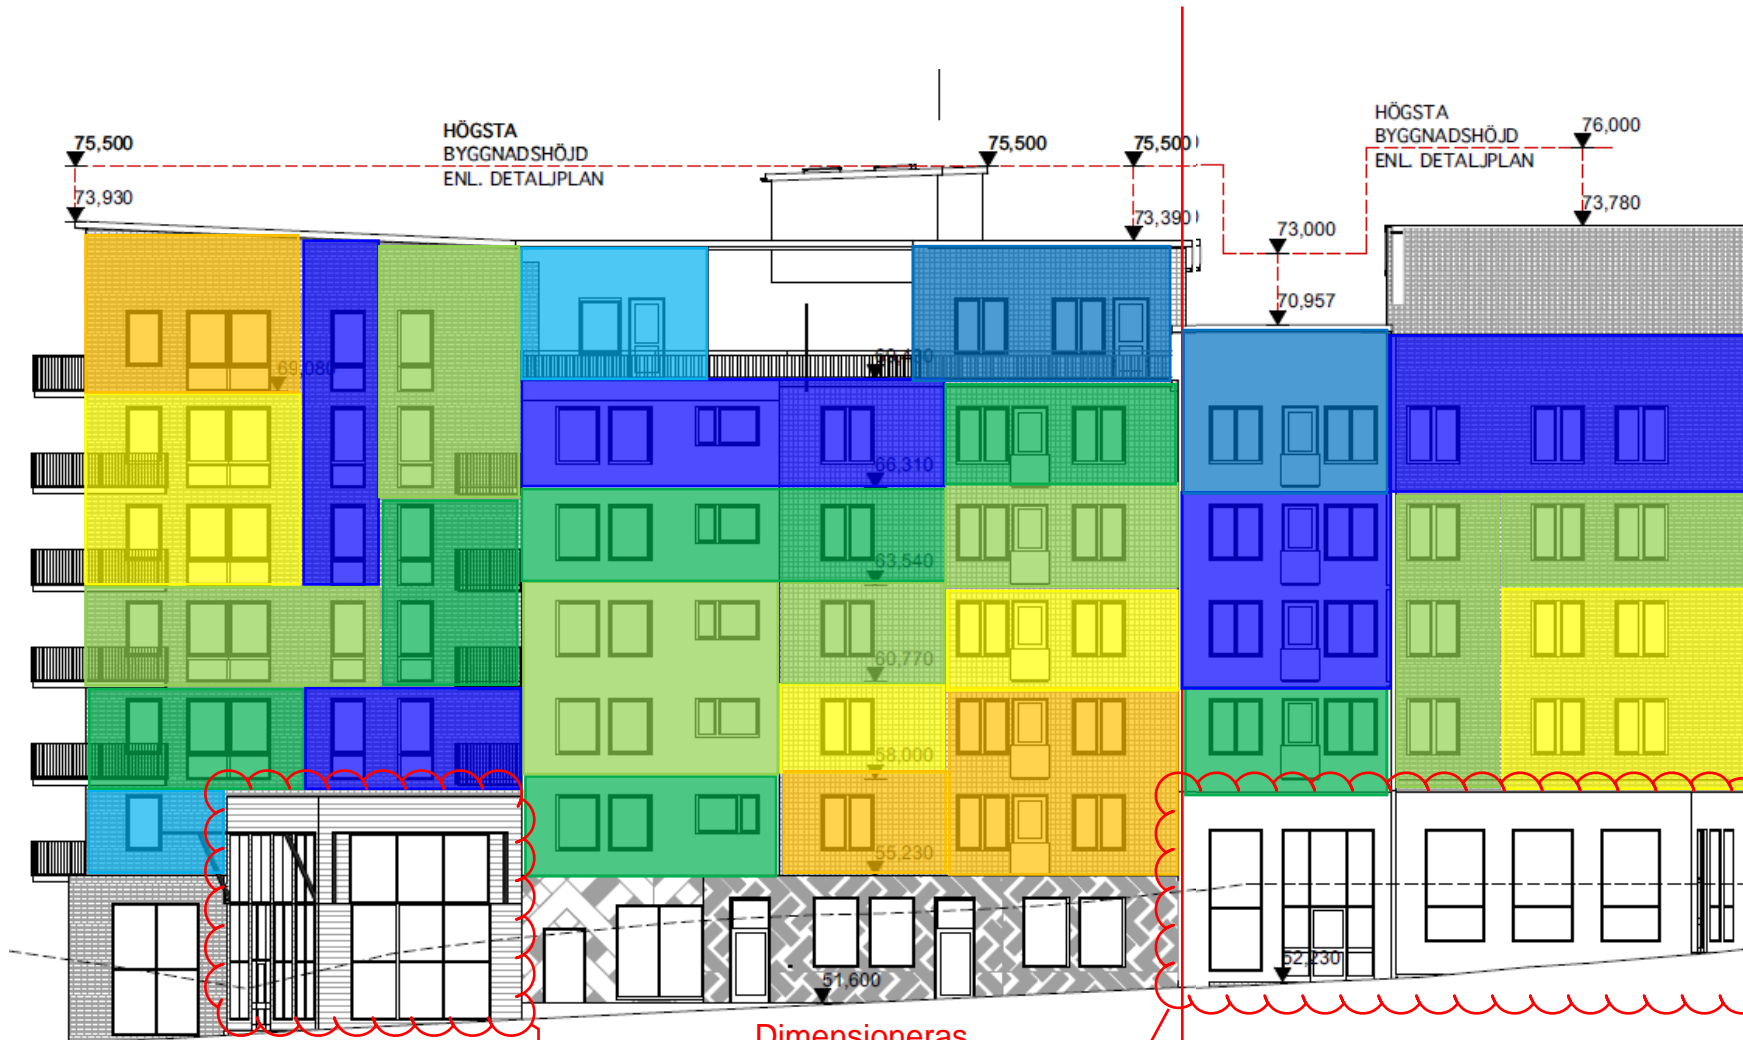 HÖGSTA
BYGGNADSHÖJD
ENL. DETALJPLAN
HÖGSTA
BYGGNADSHÖJD
ENL. DETALJPLAN
76,000
75,500
75,500
75,500
73,930
73,390
73,000
73,780
70,957
69,080
66,310
63,540
60,770
58,000
55,230
51,600
52,230
Dimensioneras